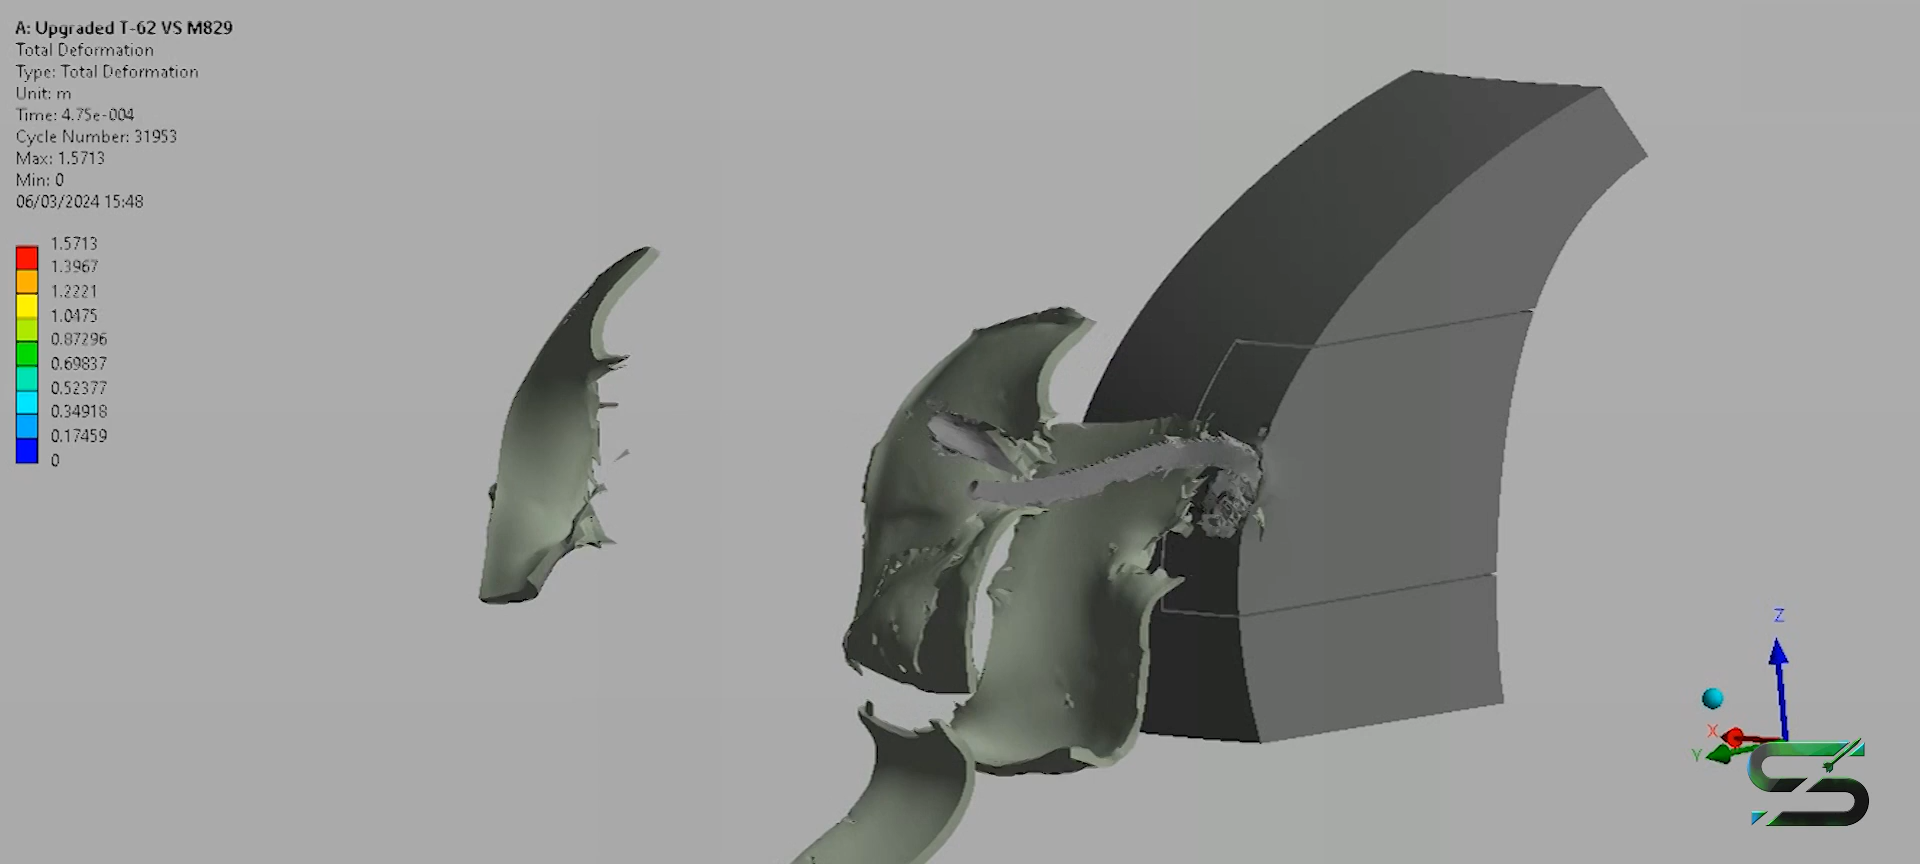 A: Upgraded T-62 VS M829
Total Deformation
Type: Total Deformation
Unit: m
Time: 4.75e-004
Cycle Number: 31953
Max: 1.5713
Min: 0
06/03/2024 15:48
1.5713
1.3967
1.2221
1.0475
0.87296
0.69837
0.52377
0.34918
0.17459
0
Z
X
Y